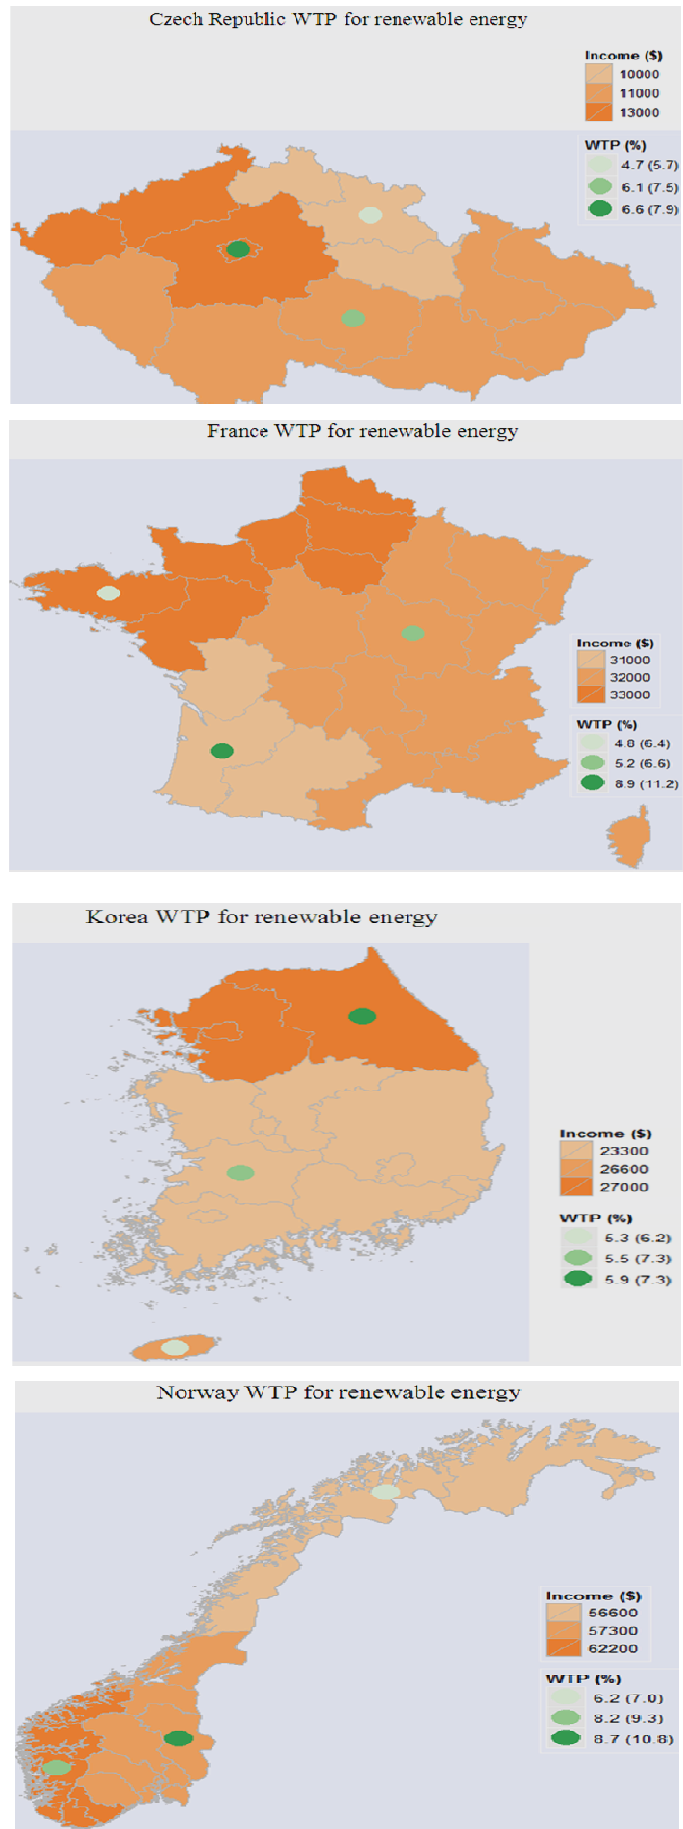 Czech Republic WTP for renewable energy
Income ($)
10000
11000
13000
WTP (%)
4.7 (5.7)
6.1 (7.5)
6.6 (7.9)
France WTP for renewable energy
Income ($)
31000
32000
33000
WTP (%)
4.8 (6.4)
5.2 (6.6)
8.9 (11.2)
Korea WTP for renewable energy
Income ($)
23300
26600
27000
WTP (%)
5.3 (6.2)
5.5 (7.3)
5.9 (7.3)
Norway WTP for renewable energy
Income ($)
56600
57300
62200
WTP (%)
6.2 (7.0)
8.2 (9.3)
8.7 (10.8)